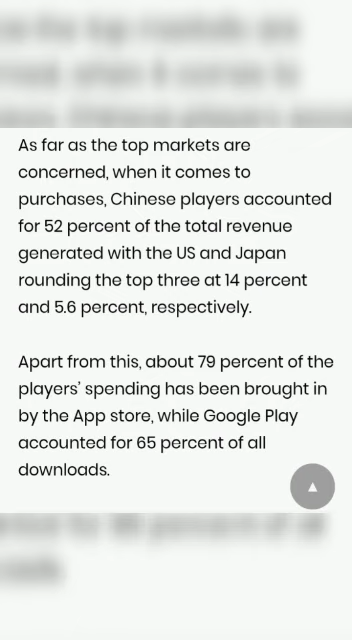 As far as the top markets are
concerned, when it comes to
purchases, Chinese players accounted
for 52 percent of the total revenue
generated with the US and Japan
rounding the top three at 14 percent
and 5.6 percent, respectively.
Apart from this, about 79 percent of the
players' spending has been brought in
by the App store, while Google Play
accounted for 65 percent of all
downloads.